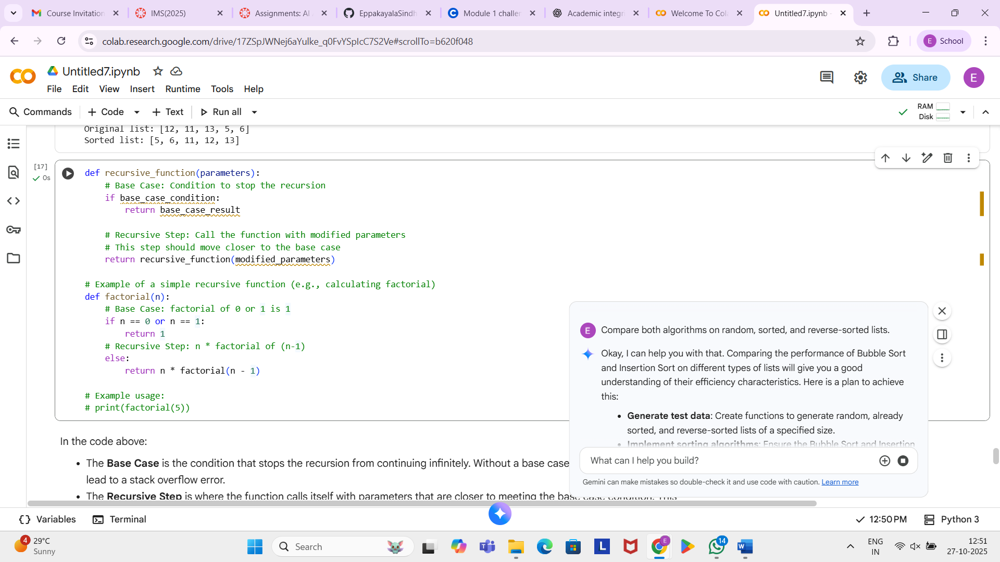 Course Invitation
IMS(2025)
Assignments: AI
EppakayalaSindh
Module 1 challen
Academic integr
Welcome To Col
Untitled7.ipynb -
colab.research.google.com/drive/17ZSpJWNej6aYulke_q0FvYSpIcC7S2Ve#scrollTo=b620f048
E School
Untitled7.ipynb
File Edit View Insert Runtime Tools Help
Share
E
Commands + Code + Text Run all
RAM
Disk
Original list: [12, 11, 13, 5, 6]
Sorted list: [5, 6, 11, 12, 13]
[17]
0s
def recursive_function(parameters):
# Base Case: Condition to stop the recursion
if base_case_condition:
return base_case_result
# Recursive Step: Call the function with modified parameters
# This step should move closer to the base case
return recursive_function(modified_parameters)
# Example of a simple recursive function (e.g., calculating factorial)
def factorial(n):
# Base Case: factorial of 0 or 1 is 1
if n == 0 or n == 1:
return 1
# Recursive Step: n * factorial of (n-1)
else:
return n * factorial(n - 1)
# Example usage:
# print(factorial(5))
In the code above:
• The Base Case is the condition that stops the recursion from continuing infinitely. Without a base case
lead to a stack overflow error.
• The Recursive Step is where the function calls itself with parameters that are closer to meeting the base case condition. This
E
Compare both algorithms on random, sorted, and reverse-sorted lists.
Okay, I can help you with that. Comparing the performance of Bubble Sort
and Insertion Sort on different types of lists will give you a good
understanding of their efficiency characteristics. Here is a plan to achieve
this:
• Generate test data: Create functions to generate random, already
sorted, and reverse-sorted lists of a specified size.
• Implement sorting algorithms: Ensure the Bubble Sort and Insertion
What can I help you build?
Gemini can make mistakes so double-check it and use code with caution. Learn more
Variables
Terminal
12:50 PM
Python 3
4
29°C
Sunny
Search
E
14
ENG
IN
12:51
27-10-2025